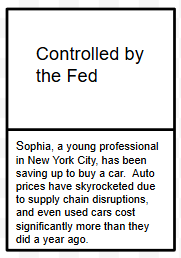 Controlled by
the Fed
Sophia, a young professional
in New York City, has been
saving up to buy a car.  Auto
prices have skyrocketed due
to supply chain disruptions,
and even used cars cost
significantly more than they
did a year ago.